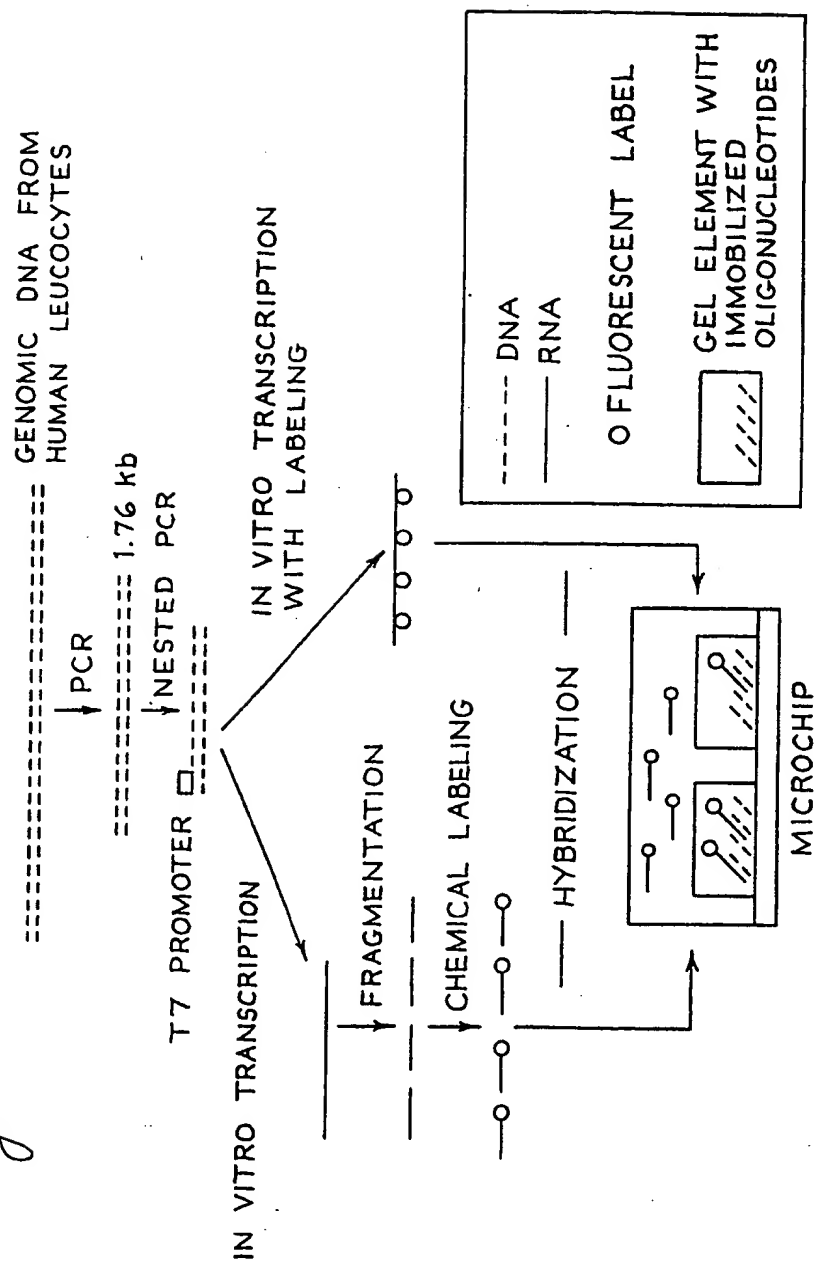 GENOMIC DNA FROM
HUMAN LEUCOCYTES
PCR
1.76 kb
NESTED PCR
T7 PROMOTER
IN VITRO TRANSCRIPTION
IN VITRO TRANSCRIPTION
WITH LABELING
FRAGMENTATION
CHEMICAL LABELING
HYBRIDIZATION
MICROCHIP
DNA
RNA
O FLUORESCENT LABEL
GEL ELEMENT WITH
IMMOBILIZED
OLIGONUCLEOTIDES